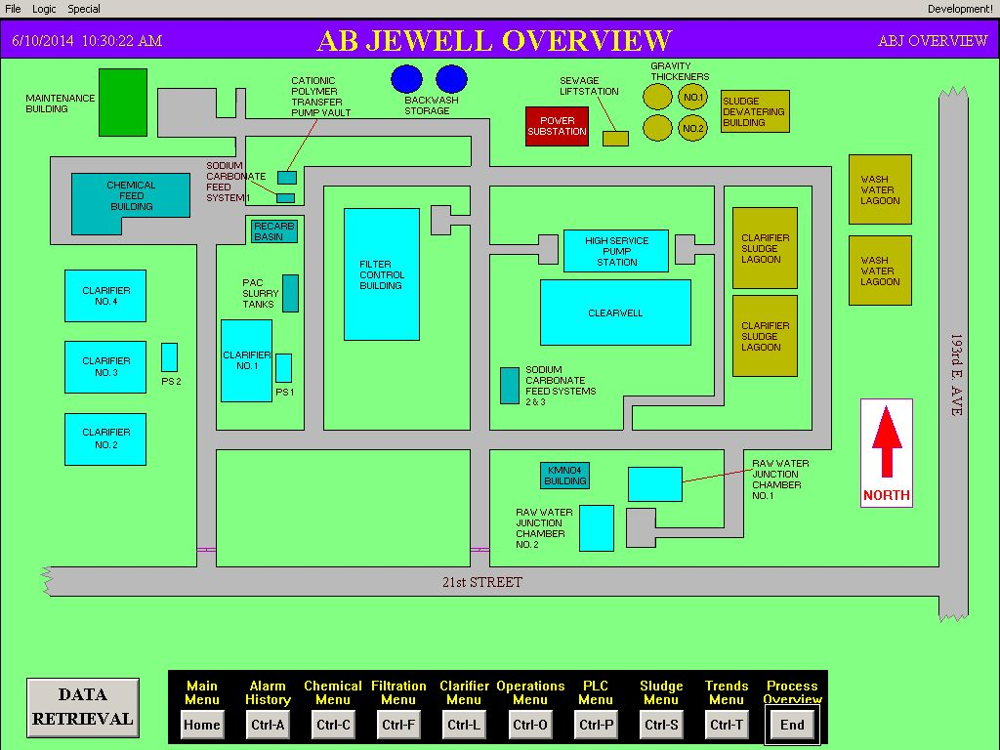 File Logic Special Development!
6/10/2014 10:30:22 AM AB JEWELL OVERVIEW ABJ OVERVIEW
MAINTENANCE
BUILDING
CATIONIC
POLYMER
TRANSFER
PUMP VAULT
BACKWASH
STORAGE
SEWAGE
LIFTSTATION
GRAVITY
THICKENERS
NO.1
NO.2
POWER
SUBSTATION
SLUDGE
DEWATERING
BUILDING
CHEMICAL
FEED
BUILDING
SODIUM
CARBONATE
FEED
SYSTEM 1
RECARB
BASIN
WASH
WATER
LAGOON
WASH
WATER
LAGOON
FILTER
CONTROL
BUILDING
HIGH SERVICE
PUMP
STATION
CLARIFIER
SLUDGE
LAGOON
CLARIFIER
SLUDGE
LAGOON
CLEARWELL
CLARIFIER
NO. 4
PAC
SLURRY
TANKS
CLARIFIER
NO. 3
PS 2
CLARIFIER
NO. 1
PS 1
SODIUM
CARBONATE
FEED SYSTEMS
2 & 3
193rd E. AVE
CLARIFIER
NO. 2
KMNO4
BUILDING
RAW WATER
JUNCTION
CHAMBER
NO. 1
RAW WATER
JUNCTION
CHAMBER
NO. 2
NORTH
21st STREET
DATA
RETRIEVAL
Main
Menu
Home
Alarm
History
Ctrl-A
Chemical
Menu
Ctrl-C
Filtration
Menu
Ctrl-F
Clarifier
Menu
Ctrl-L
Operations
Menu
Ctrl-O
PLC
Menu
Ctrl-P
Sludge
Menu
Ctrl-S
Trends
Menu
Ctrl-T
Process
Overview
End